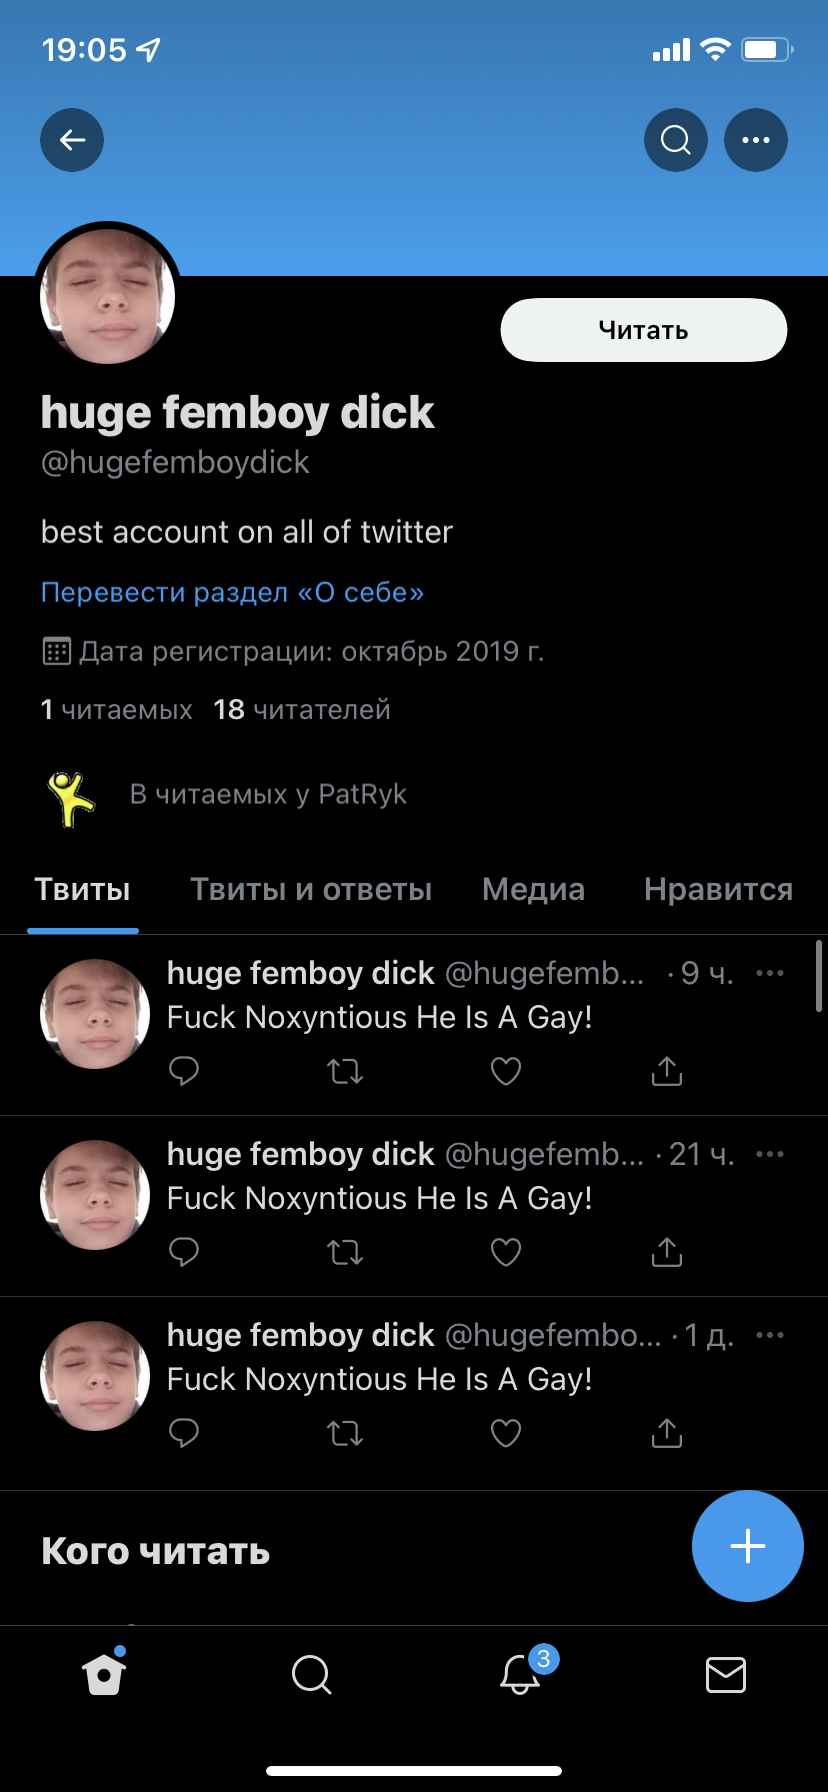 19:05
Читать
huge femboy dick
@hugefemboydick
best account on all of twitter
Перевести раздел «О себе»
Дата регистрации: октябрь 2019 г.
1 читаемых 18 читателей
В читаемых у PatRyk
Твиты Твиты и ответы Медиа Нравится
huge femboy dick @hugefemb... · 9 ч.
Fuck Noxyntious He Is A Gay!
huge femboy dick @hugefemb... · 21 ч.
Fuck Noxyntious He Is A Gay!
huge femboy dick @hugefembo... · 1 д.
Fuck Noxyntious He Is A Gay!
Кого читать
3